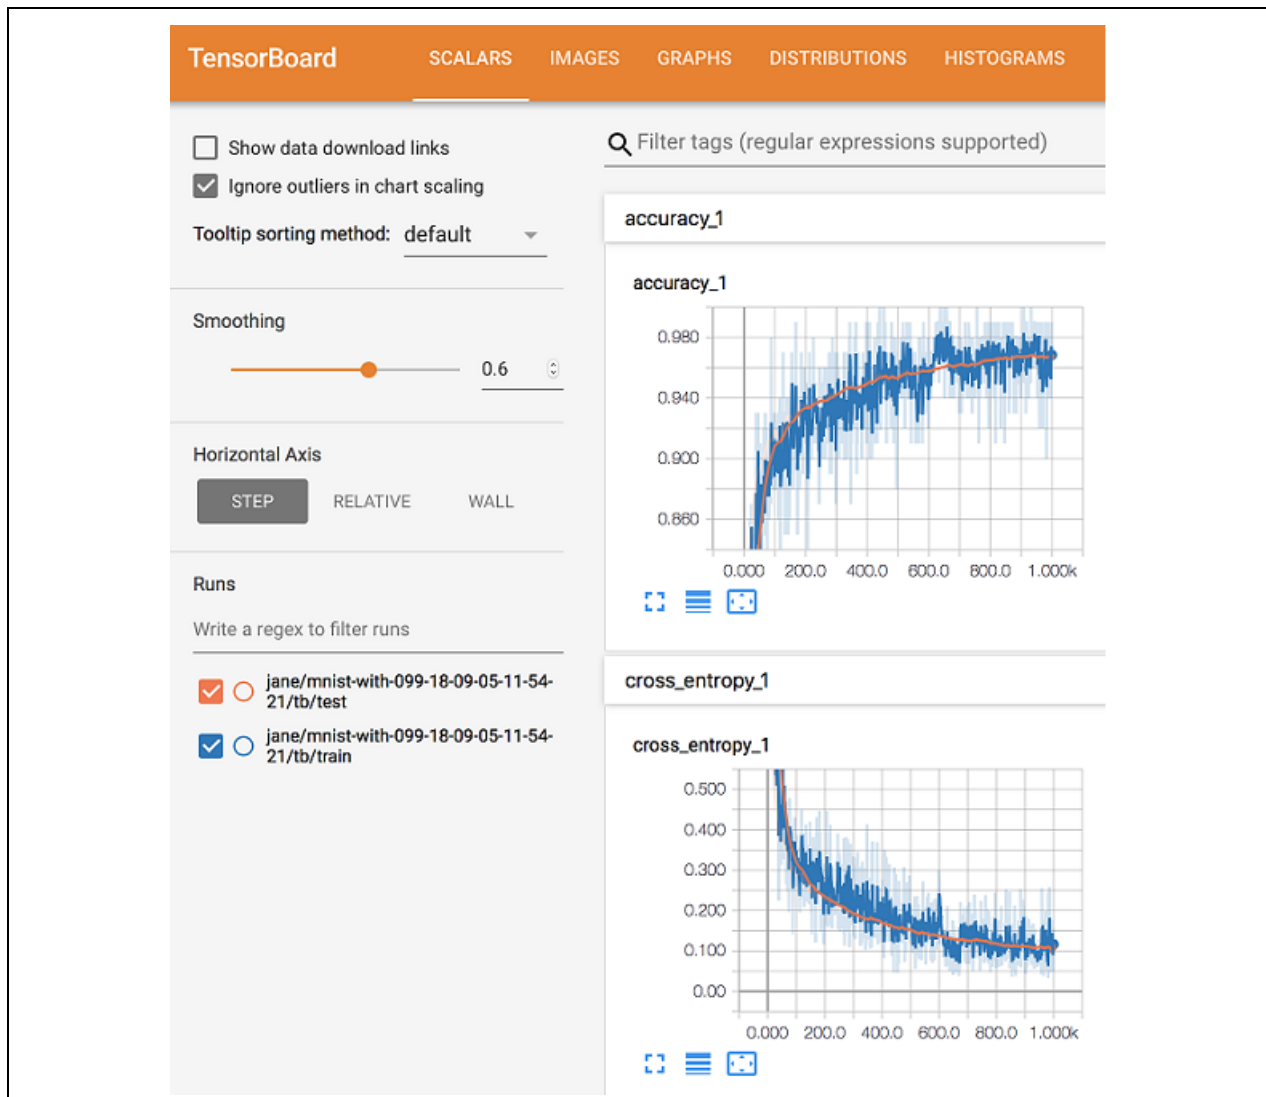 TensorBoard SCALARS IMAGES GRAPHS DISTRIBUTIONS HISTOGRAMS
Show data download links
Ignore outliers in chart scaling
Tooltip sorting method: default
Smoothing
0.6
Horizontal Axis
STEP RELATIVE WALL
Runs
Write a regex to filter runs
jane/mnist-with-099-18-09-05-11-54-
21/tb/test
jane/mnist-with-099-18-09-05-11-54-
21/tb/train
Filter tags (regular expressions supported)
accuracy_1
accuracy_1
0.980
0.940
0.900
0.860
0.000 200.0 400.0 600.0 800.0 1.000k
cross_entropy_1
cross_entropy_1
0.500
0.400
0.300
0.200
0.100
0.00
0.000 200.0 400.0 600.0 800.0 1.000k